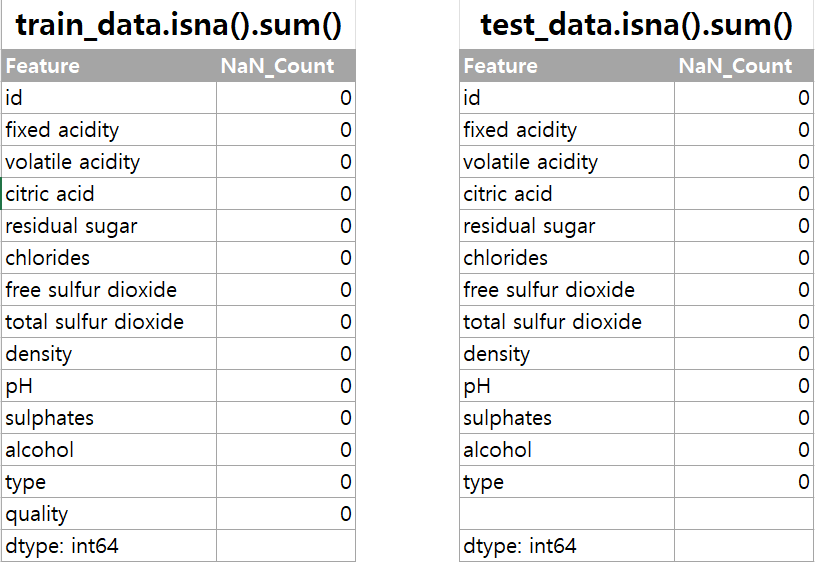 train_data.isna().sum()
Feature NaN_Count
id 0
fixed acidity 0
volatile acidity 0
citric acid 0
residual sugar 0
chlorides 0
free sulfur dioxide 0
total sulfur dioxide 0
density 0
pH 0
sulphates 0
alcohol 0
type 0
quality 0
dtype: int64
test_data.isna().sum()
Feature NaN_Count
id 0
fixed acidity 0
volatile acidity 0
citric acid 0
residual sugar 0
chlorides 0
free sulfur dioxide 0
total sulfur dioxide 0
density 0
pH 0
sulphates 0
alcohol 0
type 0
dtype: int64